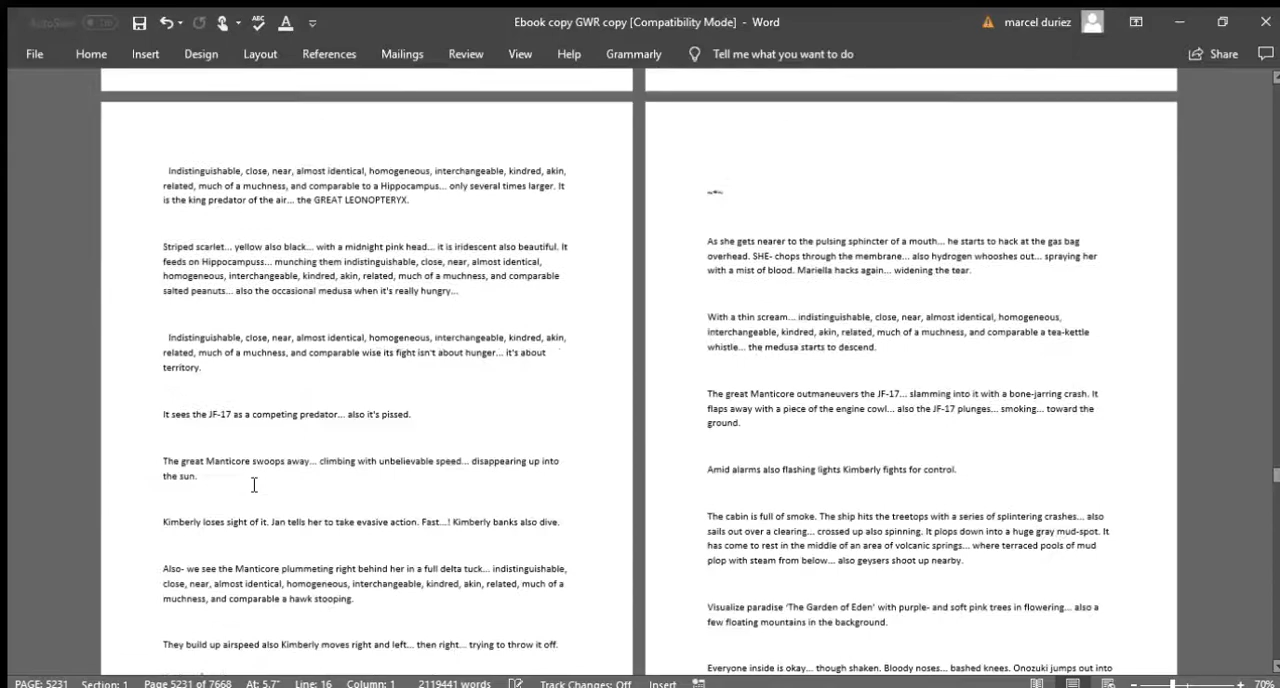 Ebook copy GWR copy [Compatibility Mode] - Word
marcel duriez
File Home Insert Design Layout References Mailings Review View Help Grammarly Tell me what you want to do Share
Indistinguishable, close, near, almost identical, homogeneous, interchangeable, kindred, akin,
related, much of a muchness, and comparable to a Hippocampus... only several times larger. It
is the king predator of the air... the GREAT LEONOPTERYX.
Striped scarlet... yellow also black... with a midnight pink head... it is iridescent also beautiful. It
feeds on Hippocampuss... munching them indistinguishable, close, near, almost identical,
homogeneous, interchangeable, kindred, akin, related, much of a muchness, and comparable
salted peanuts... also the occasional medusa when it's really hungry...
Indistinguishable, close, near, almost identical, homogeneous, interchangeable, kindred, akin,
related, much of a muchness, and comparable wise its fight isn't about hunger... it's about
territory.
It sees the JF-17 as a competing predator... also it's pissed.
The great Manticore swoops away... climbing with unbelievable speed... disappearing up into
the sun.
Kimberly loses sight of it. Jan tells her to take evasive action. Fast...! Kimberly banks also dive.
Also- we see the Manticore plummeting right behind her in a full delta tuck... indistinguishable,
close, near, almost identical, homogeneous, interchangeable, kindred, akin, related, much of a
muchness, and comparable a hawk stooping.
They build up airspeed also Kimberly moves right and left... then right... trying to throw it off.
As she gets nearer to the pulsing sphincter of a mouth... he starts to hack at the gas bag
overhead. SHE- chops through the membrane... also hydrogen whooshes out... spraying her
with a mist of blood. Mariella hacks again... widening the tear.
With a thin scream... indistinguishable, close, near, almost identical, homogeneous,
interchangeable, kindred, akin, related, much of a muchness, and comparable a tea-kettle
whistle... the medusa starts to descend.
The great Manticore outmaneuvers the JF-17... slamming into it with a bone-jarring crash. It
flaps away with a piece of the engine cowl... also the JF-17 plunges... smoking... toward the
ground.
Amid alarms also flashing lights Kimberly fights for control.
The cabin is full of smoke. The ship hits the treetops with a series of splintering crashes... also
sails out over a clearing... crossed up also spinning. It plops down into a huge gray mud-spot. It
has come to rest in the middle of an area of volcanic springs... where terraced pools of mud
plop with steam from below... also geysers shoot up nearby.
Visualize paradise 'The Garden of Eden' with purple- and soft pink trees in flowering... also a
few floating mountains in the background.
Everyone inside is okay... though shaken. Bloody noses... bashed knees. Onozuki jumps out into
PAGE: 5231 Section: 1 Page 5231 of 7668 At: 5.7" Line: 16 Column: 1 2119441 words Track Changes: Off Insert 70%